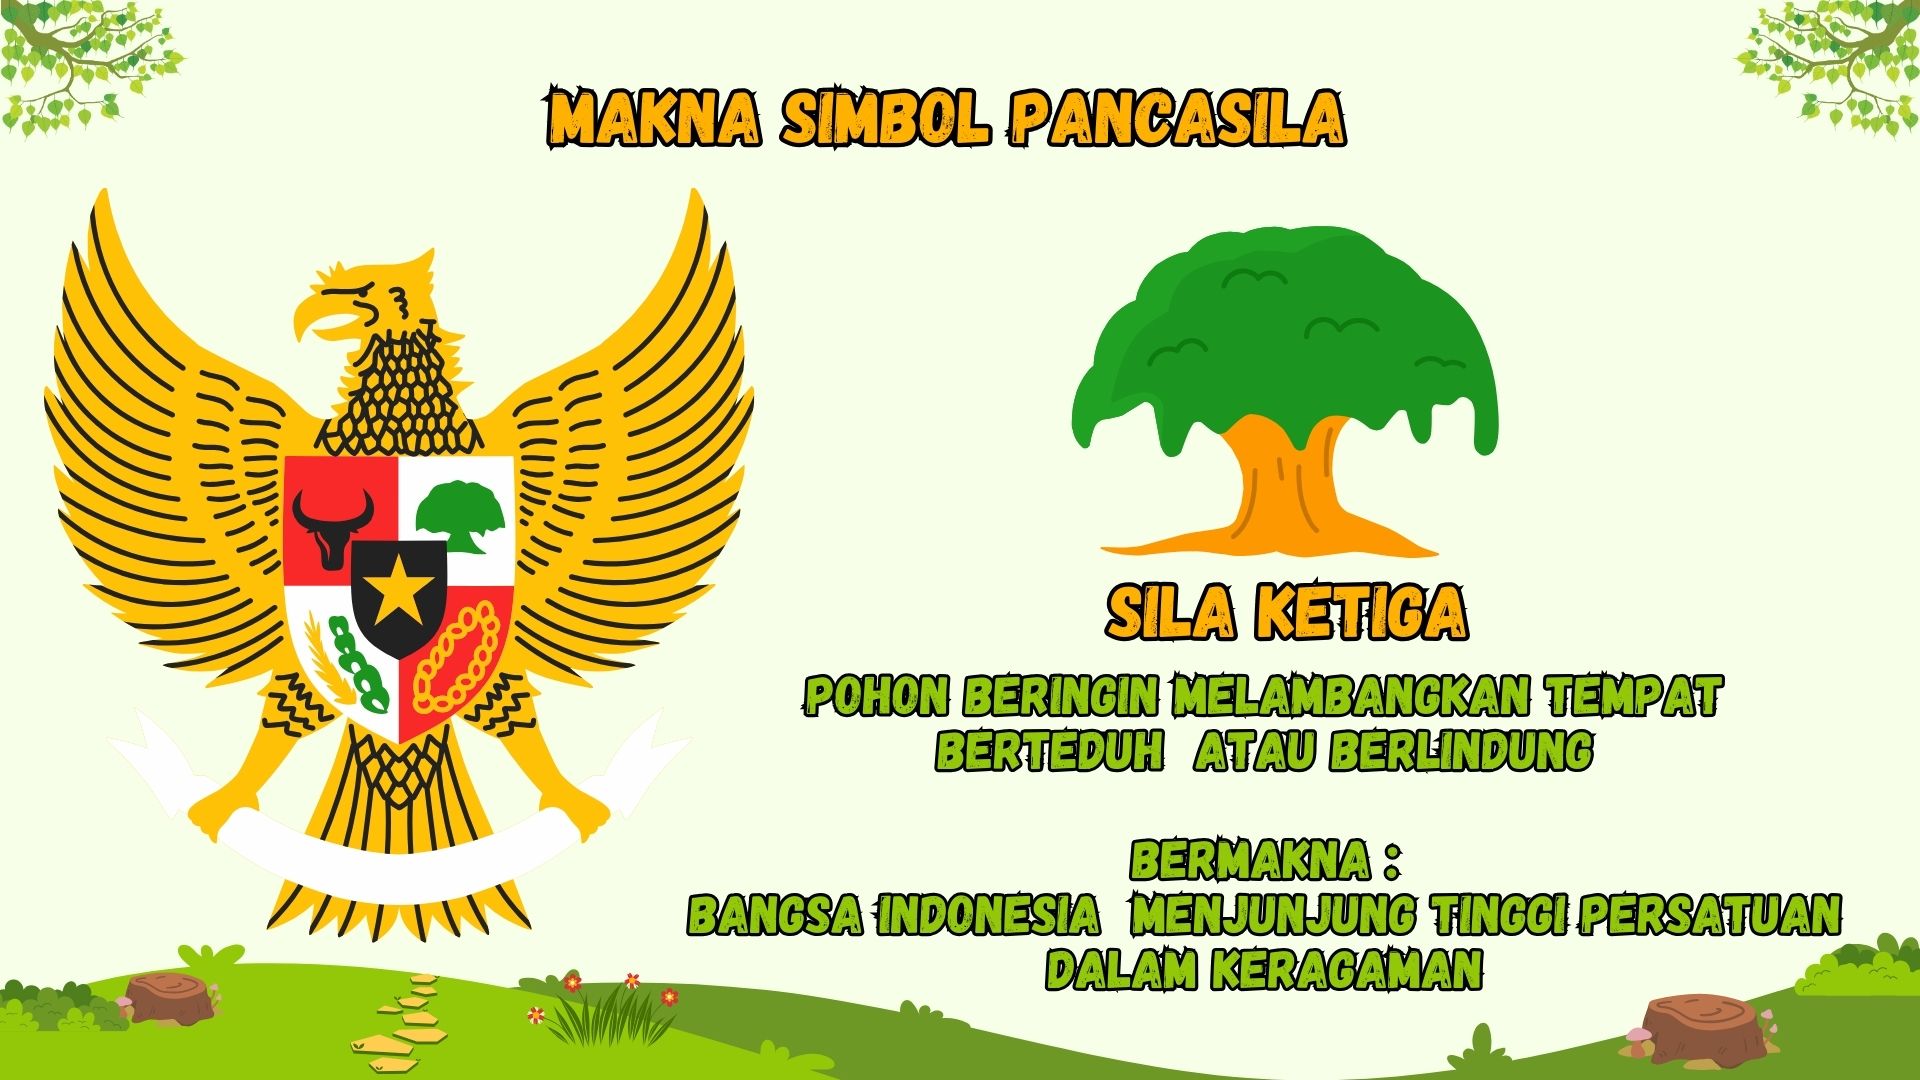 MAKNA SIMBOL PANCASILA
SILA KETIGA
POHON BERINGIN MELAMBANGKAN TEMPAT
BERTEDUH ATAU BERLINDUNG
BERMAKNA :
BANGSA INDONESIA MENJUNJUNG TINGGI PERSATUAN
DALAM KERAGAMAN